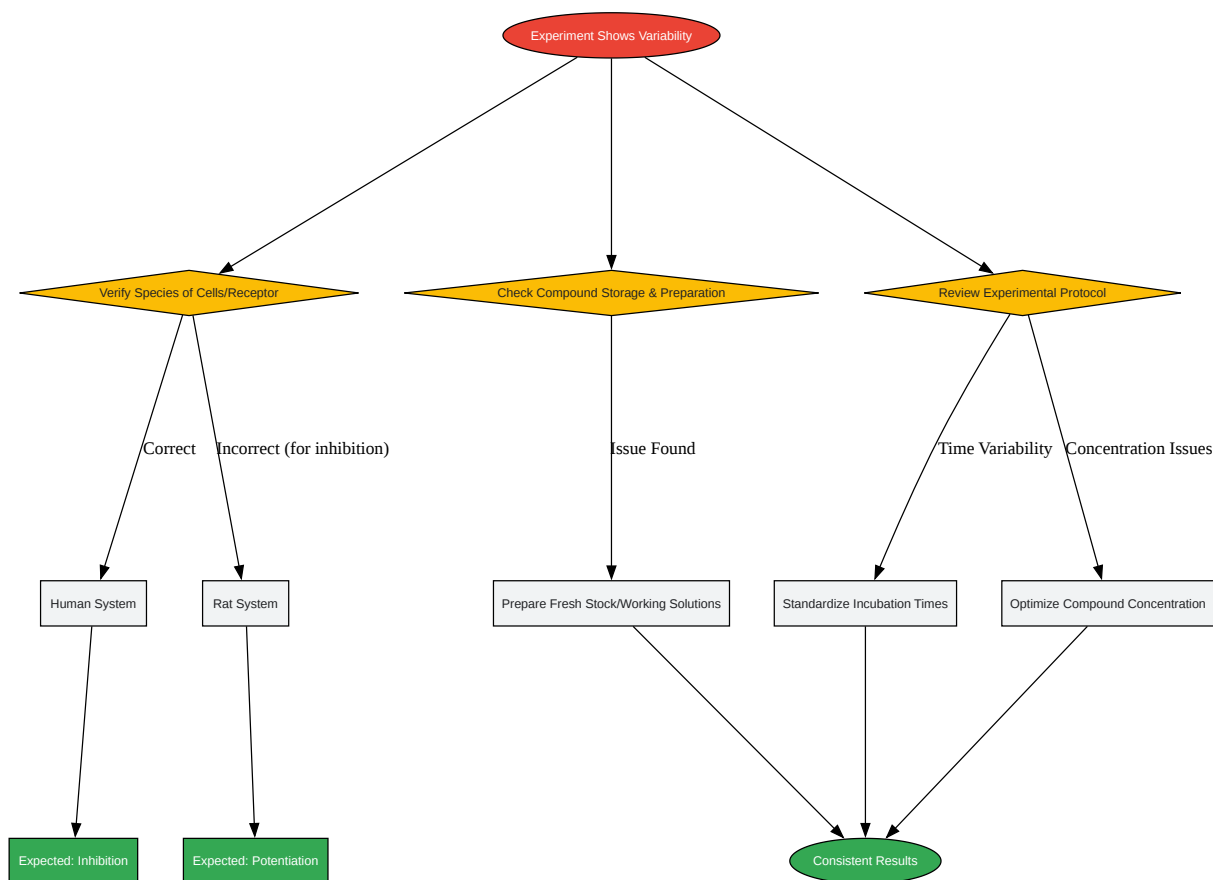 Experiment Shows Variability
Verify Species of Cells/Receptor
Check Compound Storage & Preparation
Review Experimental Protocol
Correct
Incorrect (for inhibition)
Issue Found
Time Variability
Concentration Issues
Human System
Rat System
Prepare Fresh Stock/Working Solutions
Standardize Incubation Times
Optimize Compound Concentration
Expected: Inhibition
Expected: Potentiation
Consistent Results